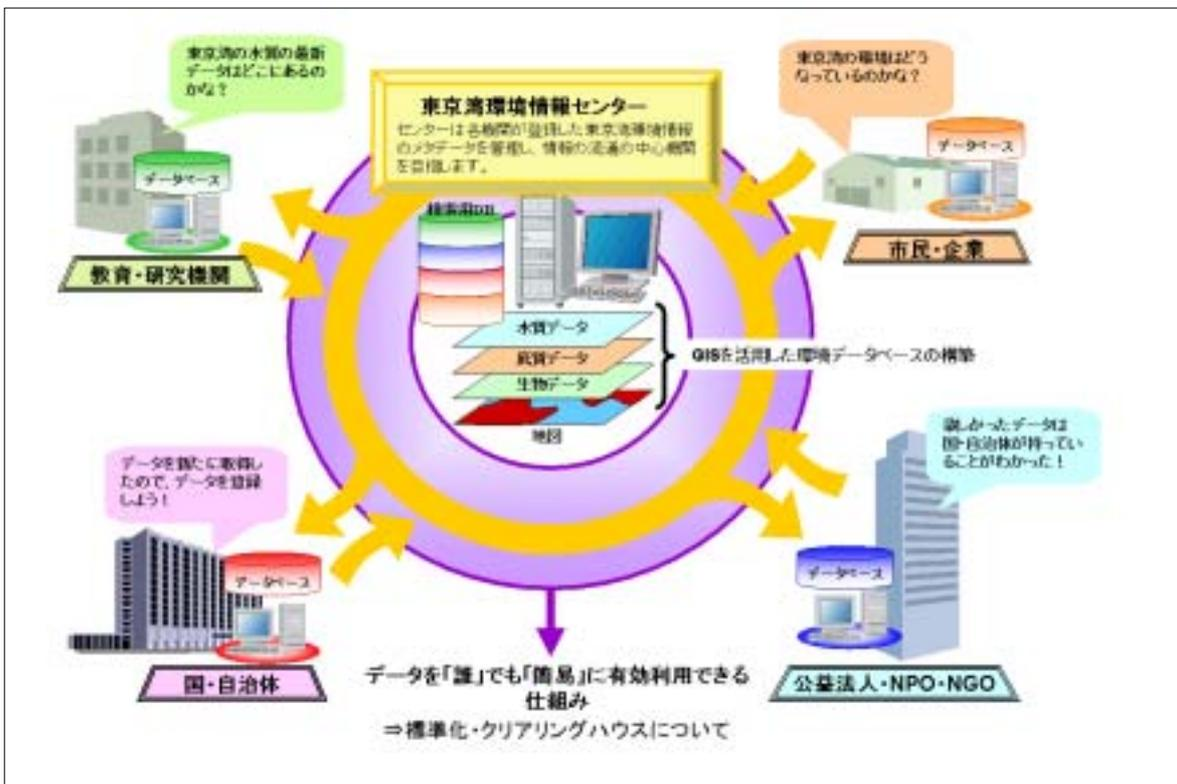 東京湾の水質の最新
データはどこにあるの
かな?
東京湾の環境はどう
なっているのかな?
東京湾環境情報センター
センターは各機関が登録した東京湾環境情報
のメタデータを管理し、情報の流通の中心機関
を目指します。
データベース
データベース
教育・研究機関
市民・企業
検索用DB
水質データ
底質データ
生物データ
地図
GISを活用した環境データベースの構築
データを新たに取得し
たので、データを登録
しよう!
欲しかったデータは
国・自治体が持ってい
ることがわかった!
データベース
データベース
国・自治体
公益法人・NPO・NGO
データを「誰」でも「簡易」に有効利用できる
仕組み
⇒標準化・クリアリングハウスについて